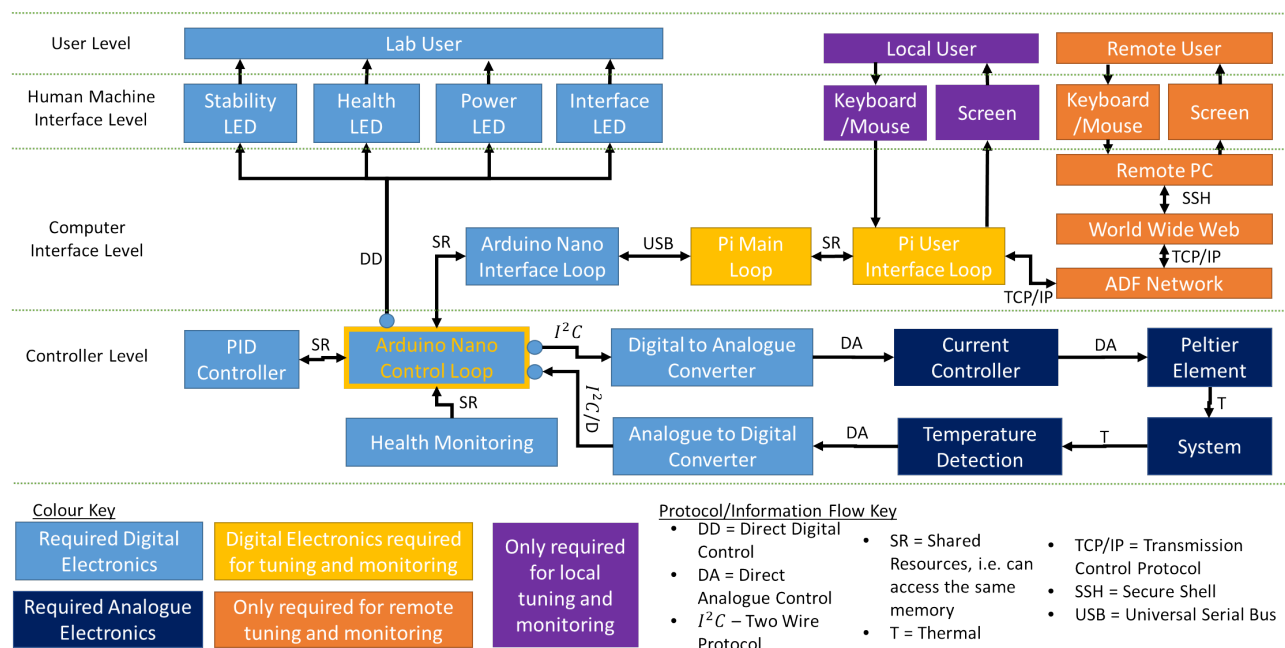 User Level
Lab User
Local User
Remote User
Human Machine
Interface Level
Stability
LED
Health
LED
Power
LED
Interface
LED
Keyboard
/Mouse
Screen
Keyboard
/Mouse
Screen
Computer
Interface Level
Remote PC
SSH
World Wide Web
TCP/IP
ADF Network
DD
SR
Arduino Nano
Interface Loop
USB
Pi Main
Loop
SR
Pi User
Interface Loop
TCP/IP
Controller Level
PID
Controller
SR
Arduino Nano
Control Loop
I²C
Digital to Analogue
Converter
DA
Current
Controller
DA
Peltier
Element
T
SR
Health Monitoring
I²C/D
Analogue to Digital
Converter
DA
Temperature
Detection
T
System
Colour Key
Required Digital
Electronics
Digital Electronics required
for tuning and monitoring
Required Analogue
Electronics
Only required for remote
tuning and monitoring
Only required
for local
tuning and
monitoring
Protocol/Information Flow Key
• DD = Direct Digital
Control
• DA = Direct
Analogue Control
• I²C – Two Wire
Protocol
• SR = Shared
Resources, i.e. can
access the same
memory
• T = Thermal
• TCP/IP = Transmission
Control Protocol
• SSH = Secure Shell
• USB = Universal Serial Bus